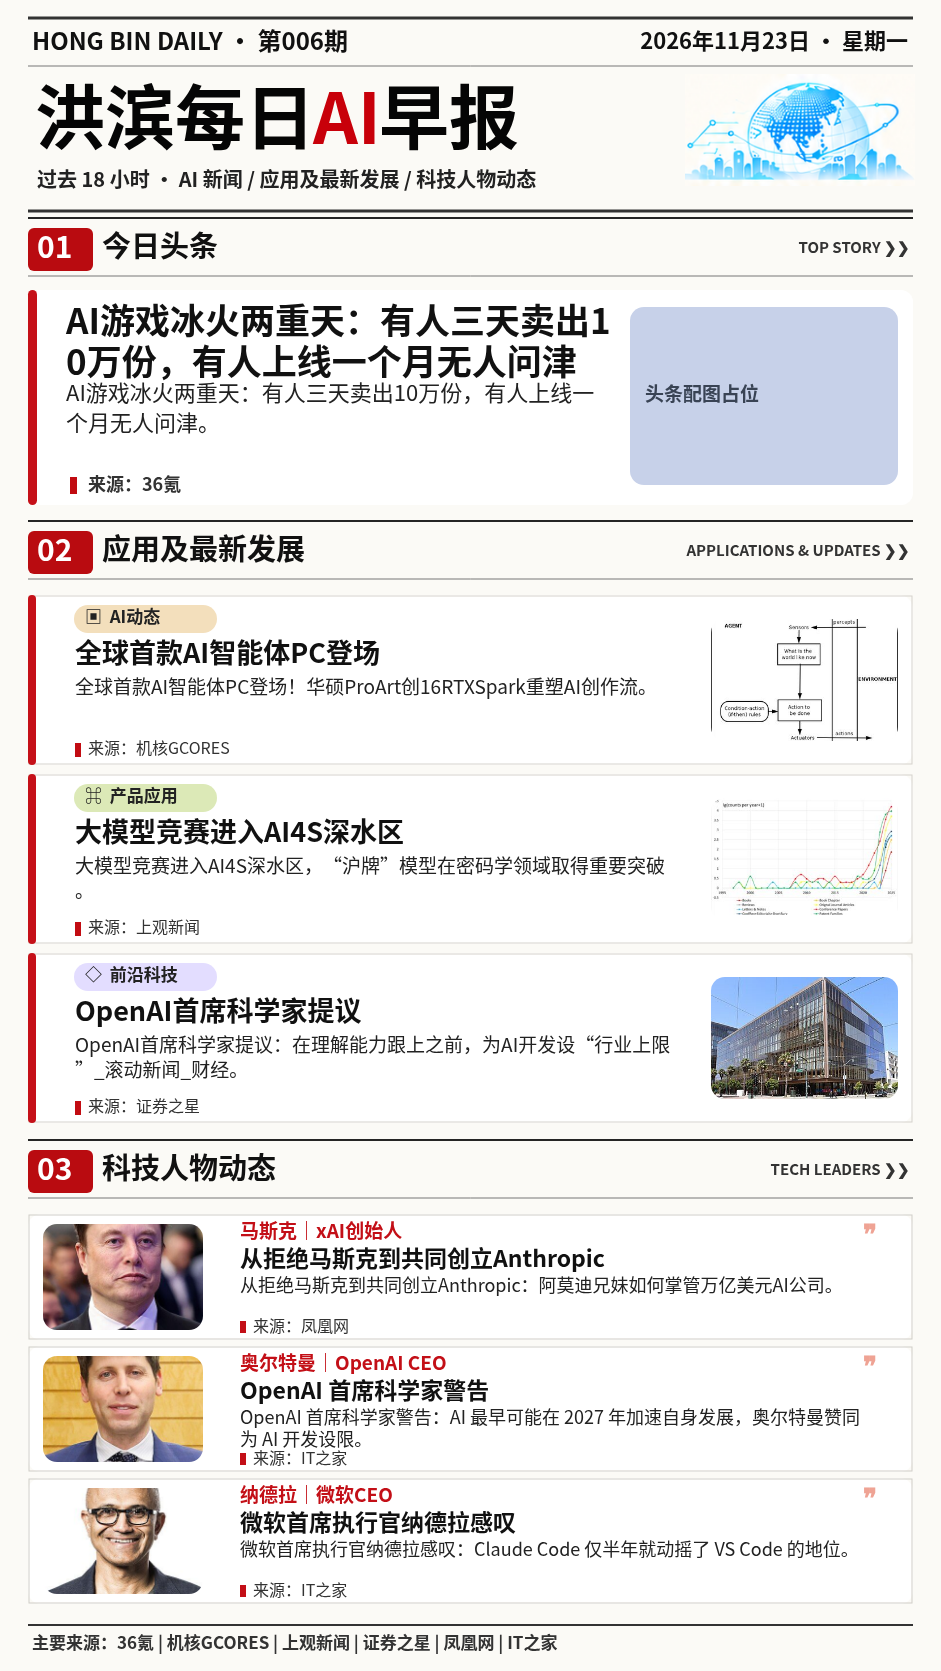 HONG BIN DAILY • 第006期
2026年11月23日 • 星期一
洪滨每日AI早报
过去 18 小时 • AI 新闻 / 应用及最新发展 / 科技人物动态
01 今日头条
TOP STORY ❯❯
AI游戏冰火两重天：有人三天卖出1
0万份，有人上线一个月无人问津
AI游戏冰火两重天：有人三天卖出10万份，有人上线一
个月无人问津。
来源：36氪
头条配图占位
02 应用及最新发展
APPLICATIONS & UPDATES ❯❯
▣ AI动态
全球首款AI智能体PC登场
全球首款AI智能体PC登场！华硕ProArt创16RTXSpark重塑AI创作流。
来源：机核GCORES
AGENT
Sensors
percepts
What is the
world like now
ENVIRONMENT
Condition-action
(if-then) rules
Action to
be done
Actuators
actions
⌘ 产品应用
大模型竞赛进入AI4S深水区
大模型竞赛进入AI4S深水区，“沪牌”模型在密码学领域取得重要突破
。
来源：上观新闻
◇ 前沿科技
OpenAI首席科学家提议
OpenAI首席科学家提议：在理解能力跟上之前，为AI开发设“行业上限
”_滚动新闻_财经。
来源：证券之星
03 科技人物动态
TECH LEADERS ❯❯
马斯克｜xAI创始人
从拒绝马斯克到共同创立Anthropic
从拒绝马斯克到共同创立Anthropic：阿莫迪兄妹如何掌管万亿美元AI公司。
来源：凤凰网
奥尔特曼｜OpenAI CEO
OpenAI 首席科学家警告
OpenAI 首席科学家警告：AI 最早可能在 2027 年加速自身发展，奥尔特曼赞同
为 AI 开发设限。
来源：IT之家
纳德拉｜微软CEO
微软首席执行官纳德拉感叹
微软首席执行官纳德拉感叹：Claude Code 仅半年就动摇了 VS Code 的地位。
来源：IT之家
主要来源：36氪 | 机核GCORES | 上观新闻 | 证券之星 | 凤凰网 | IT之家